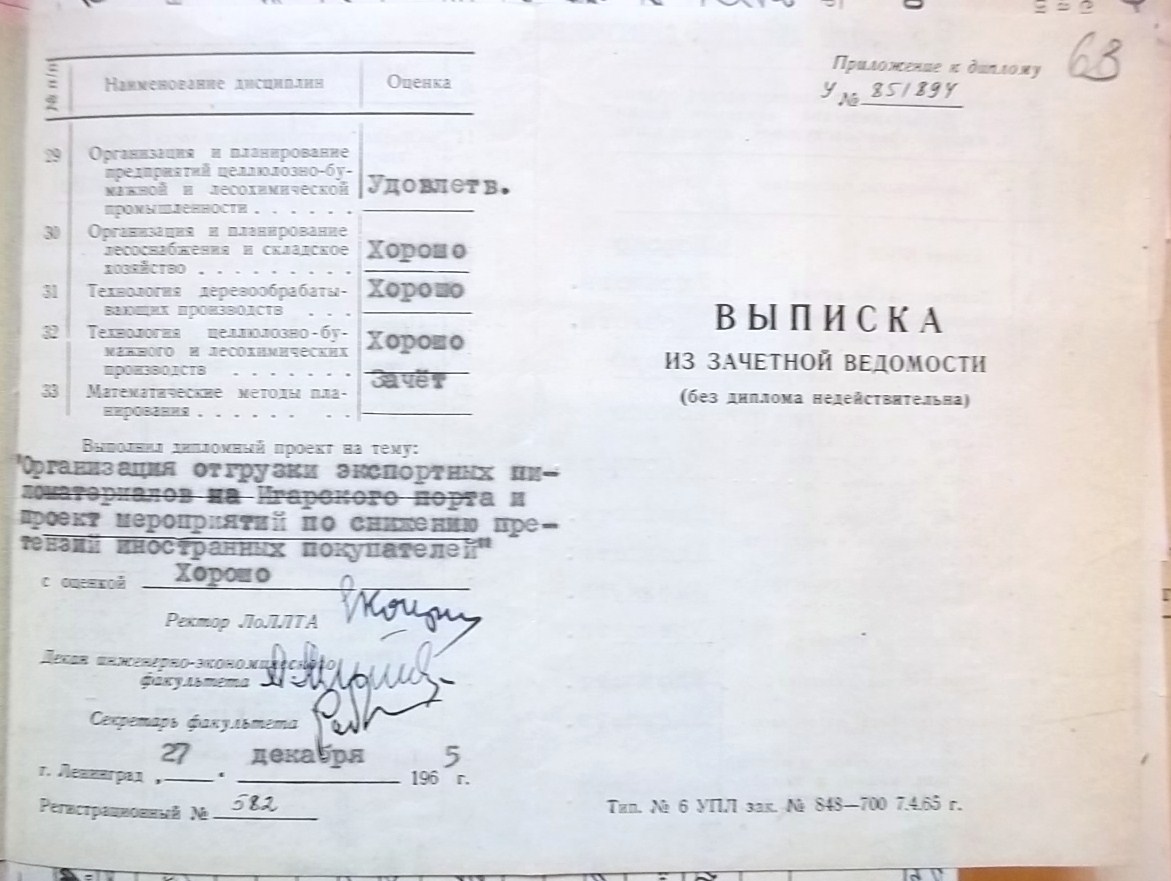 № п/п Наименование дисциплин Оценка
29 Организация и планирование
предприятий целлюлозно-бу-
мажной и лесохимической
промышленности . . . . . . Удовлетв.
30 Организация и планирование
лесоснабжения и складское
хозяйство . . . . . . . . . Хорошо
31 Технология деревообрабаты-
вающих производств . . . Хорошо
32 Технология целлюлозно-бу-
мажного и лесохимических
производств . . . . . . . Хорошо
33 Математические методы пла-
нирования . . . . . . . . Зачёт
Выполнил дипломный проект на тему:
"Организация отгрузки экспортных пи-
ломатериалов на Игарского порта и
проект мероприятий по снижению пре-
тензий иностранных покупателей"
с оценкой Хорошо
Ректор ЛоЛЛТА
Декан инженерно-экономического
факультета
Секретарь факультета
г. Ленинград „27" декабря 1965 г.
Регистрационный № 582
63
Приложение к диплому
У № 851894
ВЫПИСКА
ИЗ ЗАЧЕТНОЙ ВЕДОМОСТИ
(без диплома недействительна)
Тип. № 6 УПЛ зак. № 848—700 7.4.65 г.